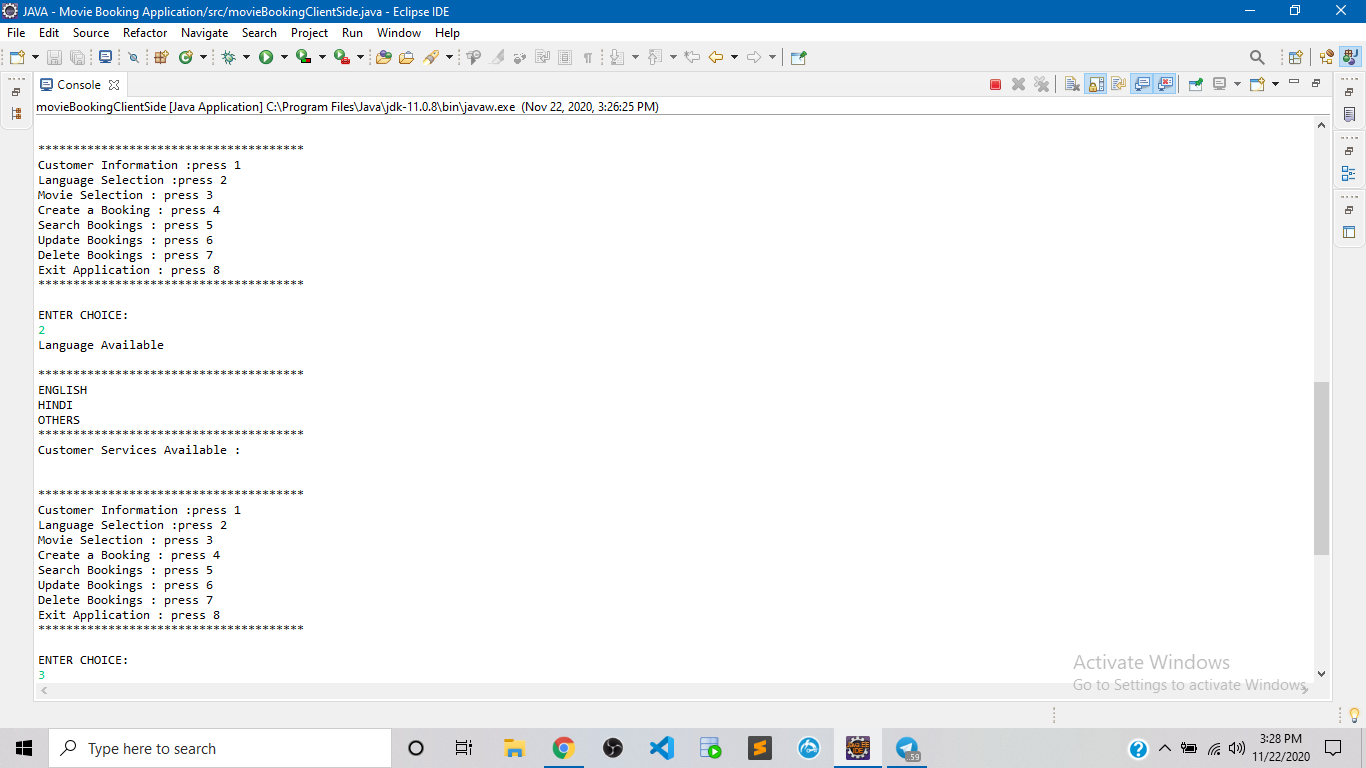 JAVA - Movie Booking Application/src/movieBookingClientSide.java - Eclipse IDE
File Edit Source Refactor Navigate Search Project Run Window Help
Console
movieBookingClientSide [Java Application] C:\Program Files\Java\jdk-11.0.8\bin\javaw.exe (Nov 22, 2020, 3:26:25 PM)
**************************************
Customer Information :press 1
Language Selection :press 2
Movie Selection : press 3
Create a Booking : press 4
Search Bookings : press 5
Update Bookings : press 6
Delete Bookings : press 7
Exit Application : press 8
**************************************
ENTER CHOICE:
2
Language Available
**************************************
ENGLISH
HINDI
OTHERS
**************************************
Customer Services Available :
**************************************
Customer Information :press 1
Language Selection :press 2
Movie Selection : press 3
Create a Booking : press 4
Search Bookings : press 5
Update Bookings : press 6
Delete Bookings : press 7
Exit Application : press 8
**************************************
ENTER CHOICE:
3
Activate Windows
Go to Settings to activate Windows.
Type here to search
59
3:28 PM
11/22/2020